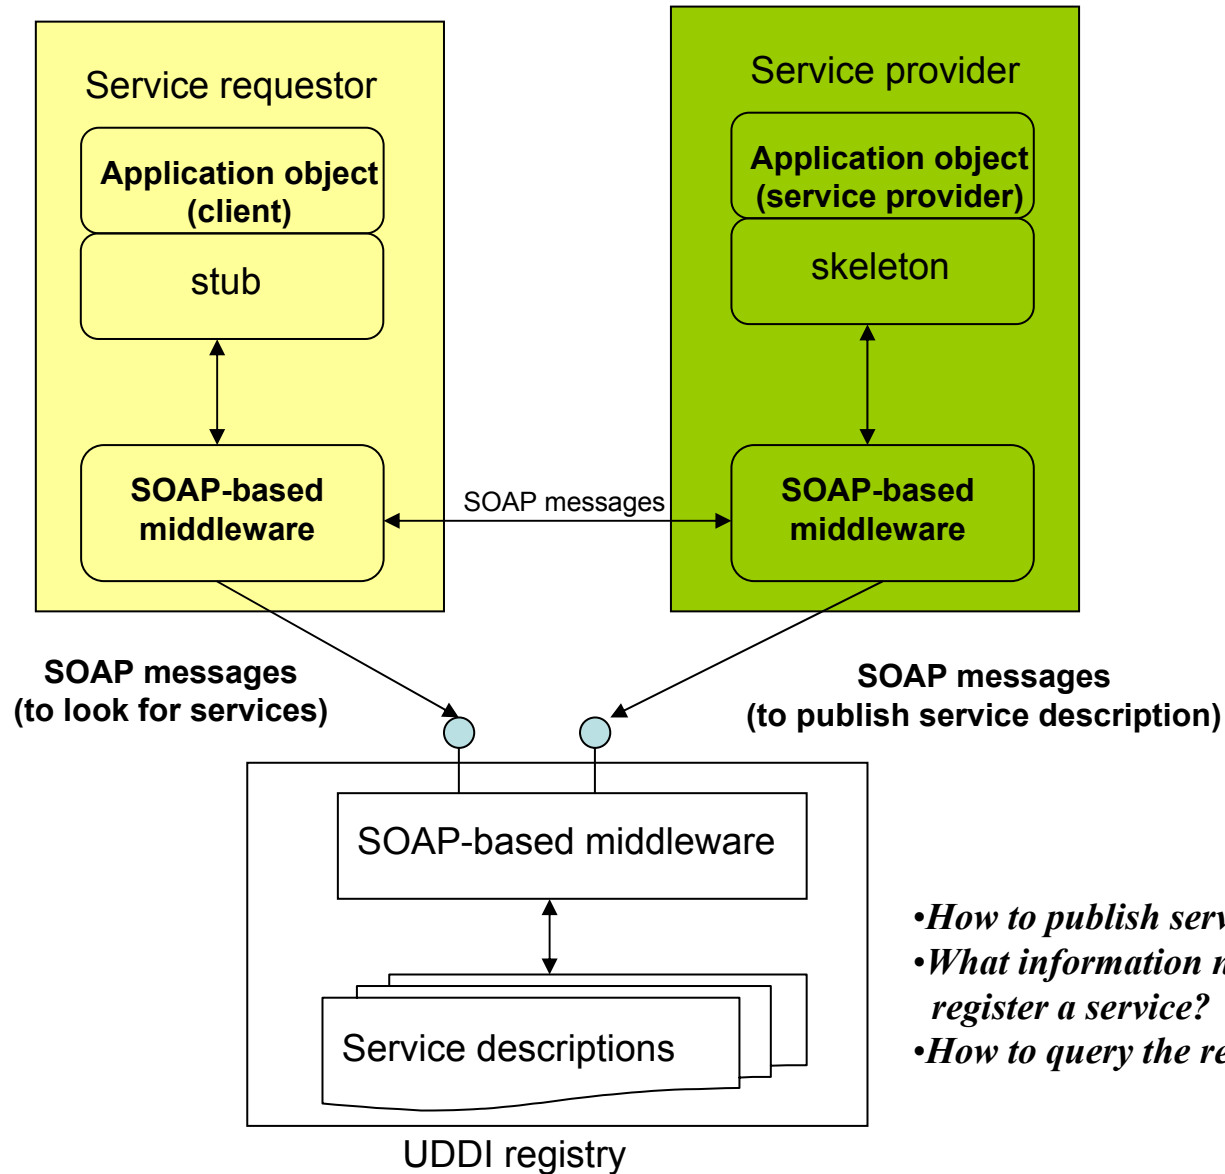 Service requestor
Application object
(client)
stub
SOAP-based
middleware
Service provider
Application object
(service provider)
skeleton
SOAP-based
middleware
SOAP messages
SOAP messages
(to look for services)
SOAP messages
(to publish service description)
SOAP-based middleware
Service descriptions
UDDI registry
•How to publish
•What information
register a service?
•How to query the